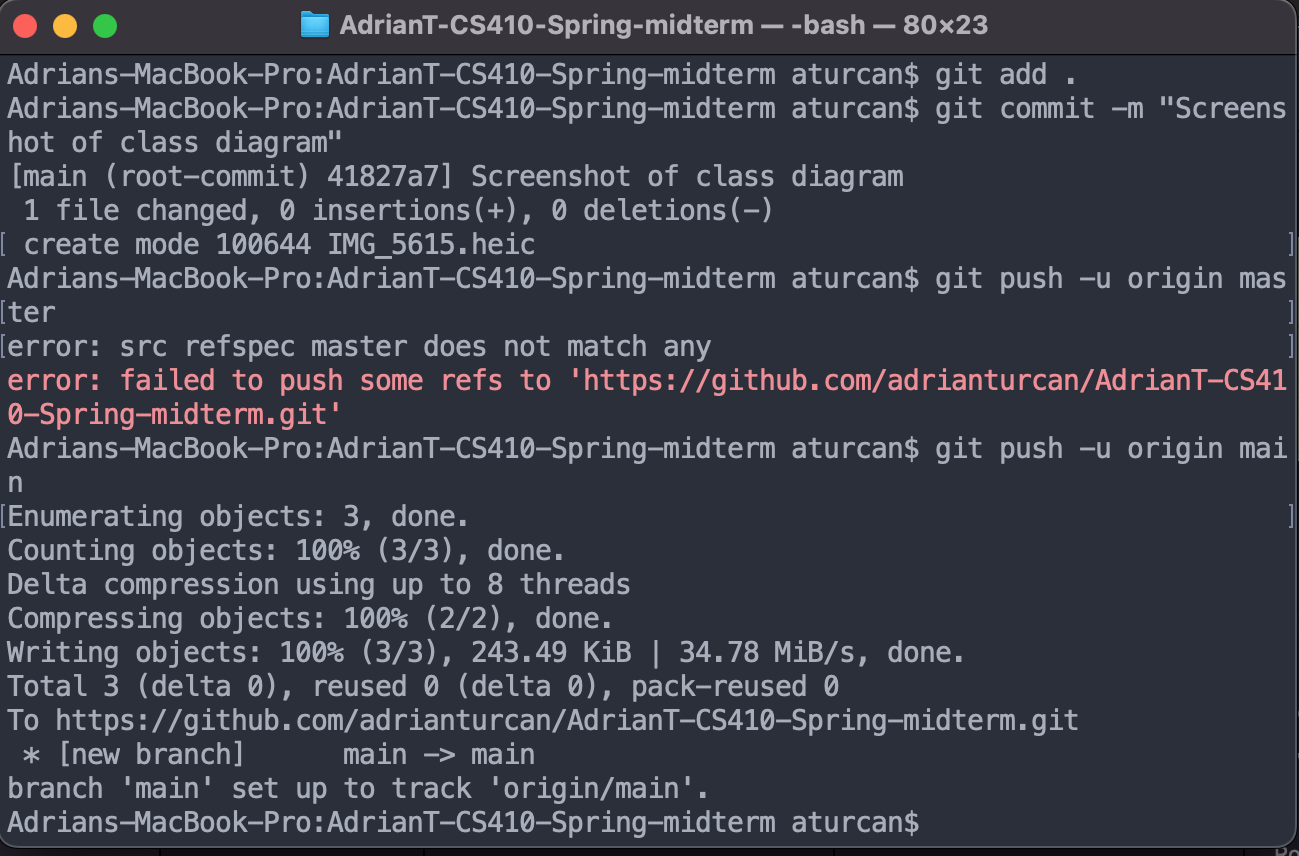 AdrianT-CS410-Spring-midterm — -bash — 80×23
Adrians-MacBook-Pro:AdrianT-CS410-Spring-midterm aturcan$ git add .
Adrians-MacBook-Pro:AdrianT-CS410-Spring-midterm aturcan$ git commit -m "Screens
hot of class diagram"
[main (root-commit) 41827a7] Screenshot of class diagram
 1 file changed, 0 insertions(+), 0 deletions(-)
[ create mode 100644 IMG_5615.heic ]
Adrians-MacBook-Pro:AdrianT-CS410-Spring-midterm aturcan$ git push -u origin mas
[ter ]
[error: src refspec master does not match any ]
error: failed to push some refs to 'https://github.com/adrianturcan/AdrianT-CS41
0-Spring-midterm.git'
Adrians-MacBook-Pro:AdrianT-CS410-Spring-midterm aturcan$ git push -u origin mai
n
[Enumerating objects: 3, done. ]
Counting objects: 100% (3/3), done.
Delta compression using up to 8 threads
Compressing objects: 100% (2/2), done.
Writing objects: 100% (3/3), 243.49 KiB | 34.78 MiB/s, done.
Total 3 (delta 0), reused 0 (delta 0), pack-reused 0
To https://github.com/adrianturcan/AdrianT-CS410-Spring-midterm.git
 * [new branch]      main -> main
branch 'main' set up to track 'origin/main'.
Adrians-MacBook-Pro:AdrianT-CS410-Spring-midterm aturcan$